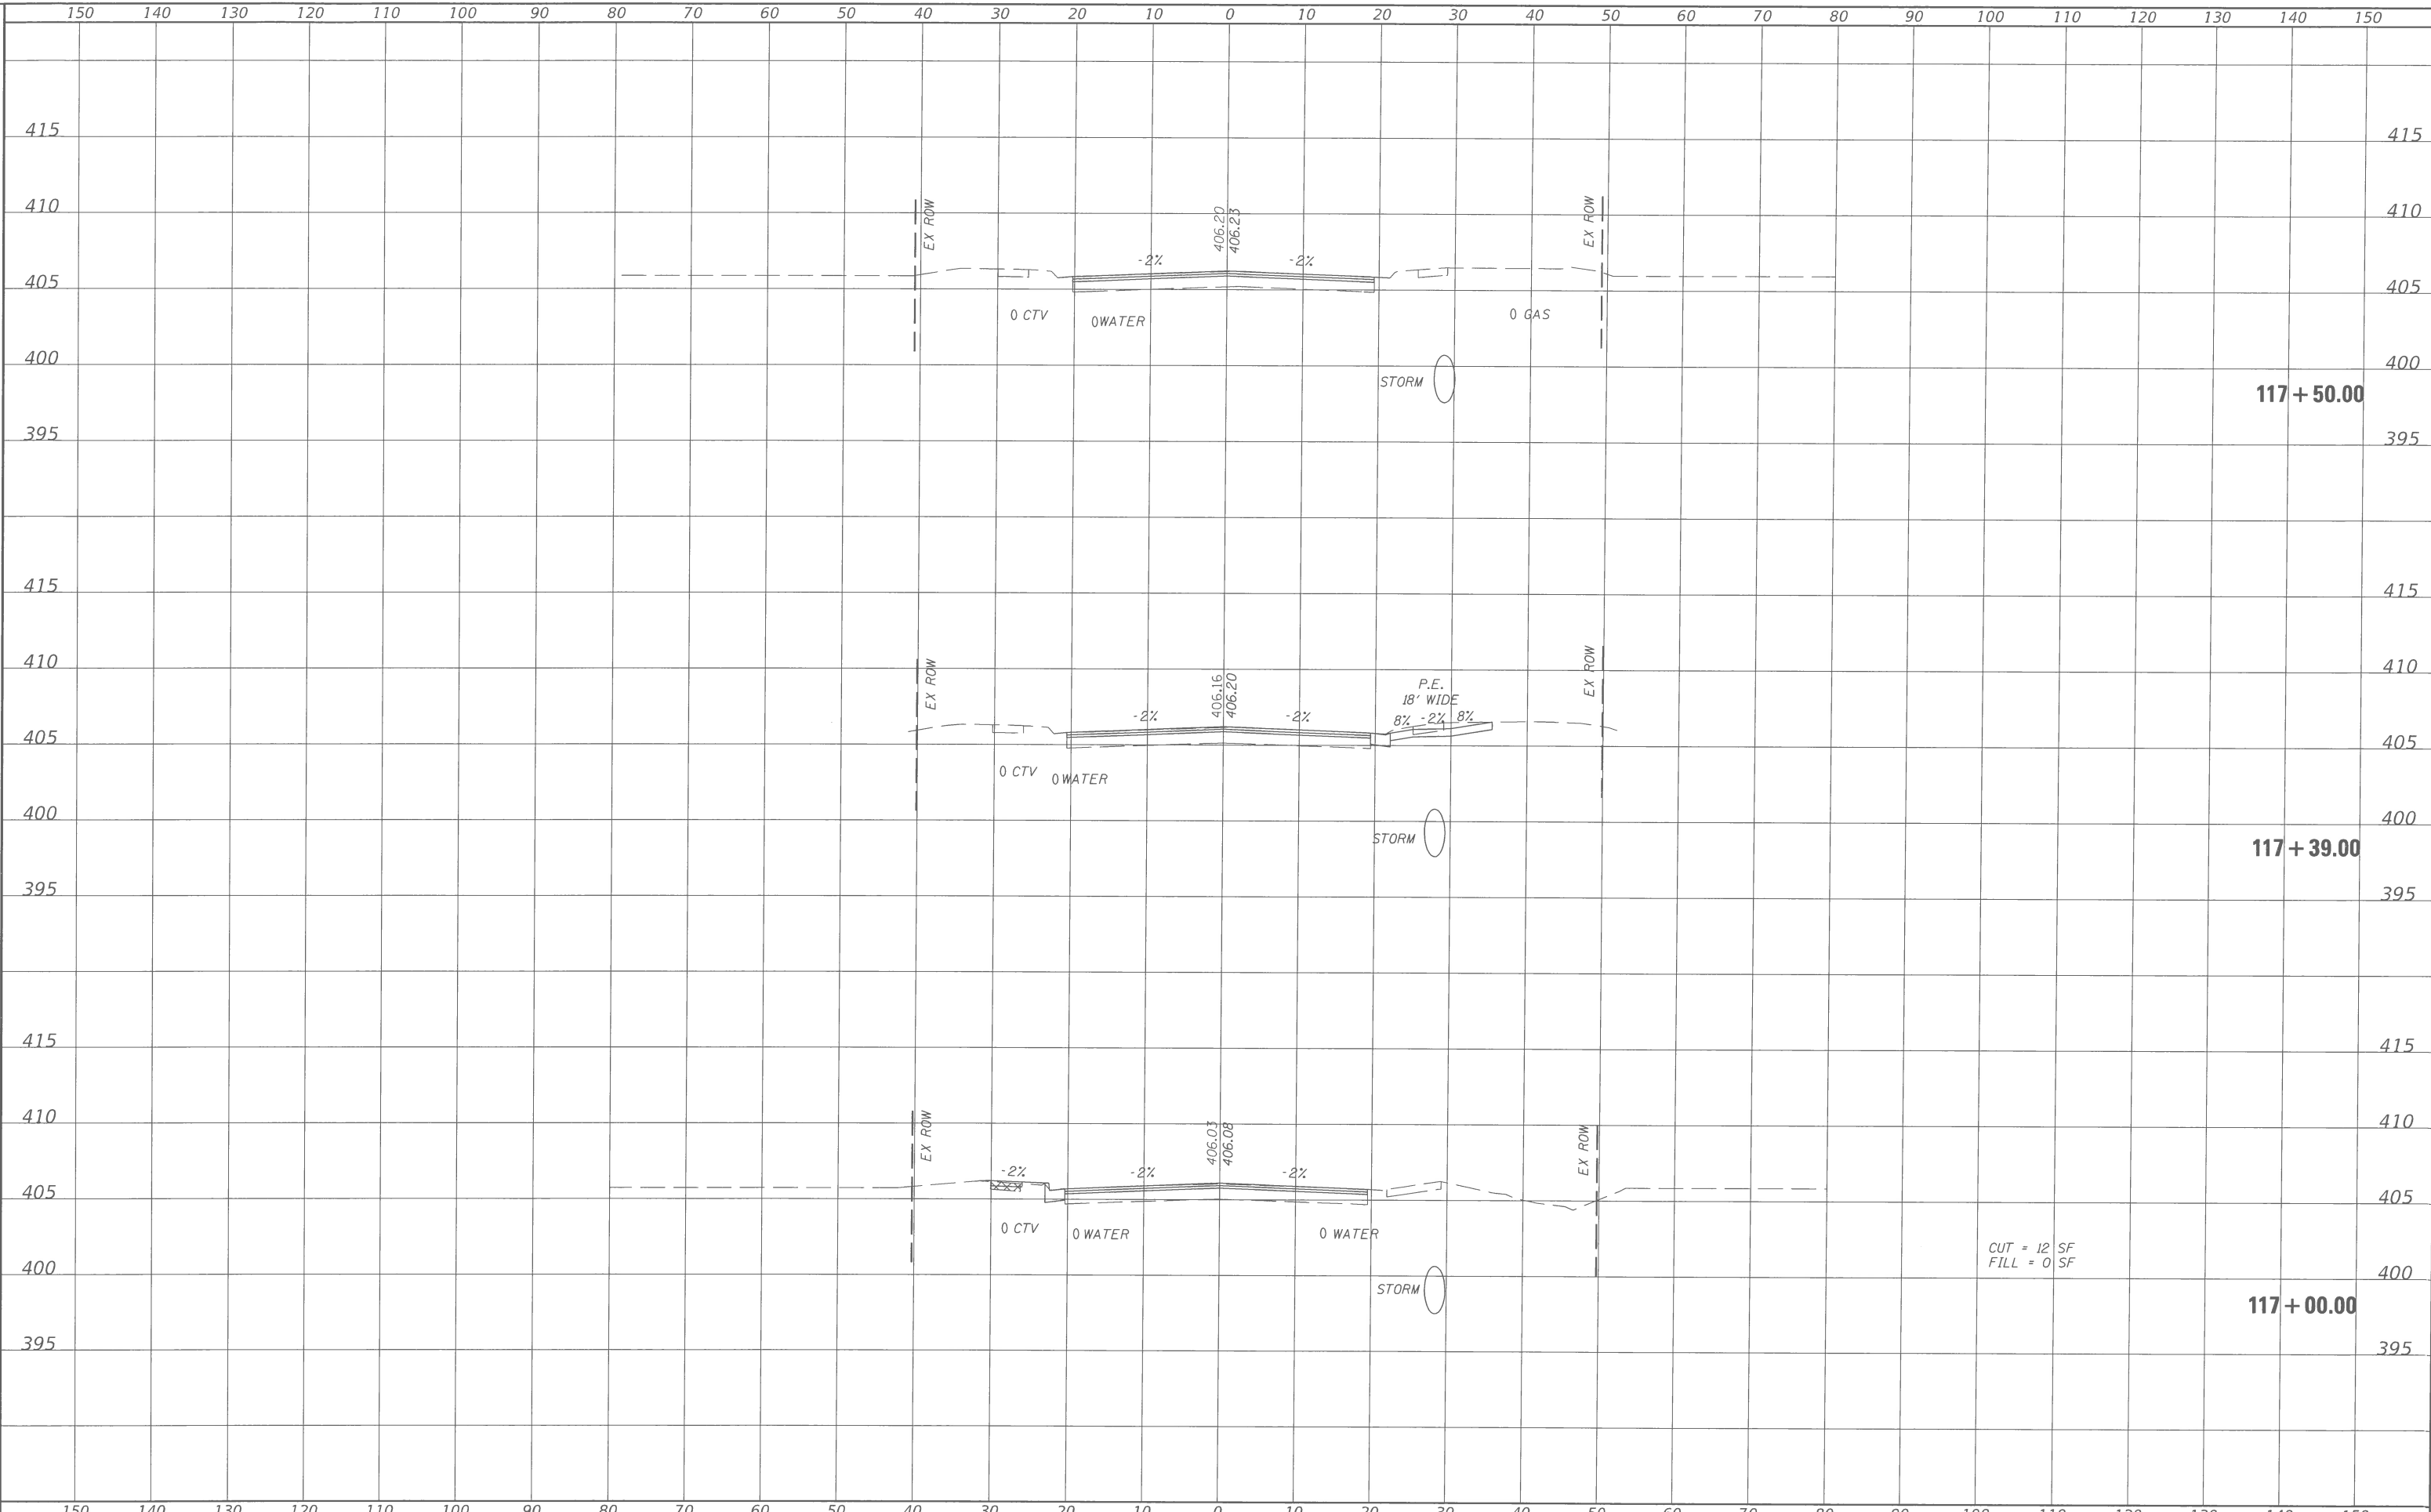 150 140 130 120 110 100 90 80 70 60 50 40 30 20 10 0 10 20 30 40 50 60 70 80 90 100 110 120 130 140 150
415 415
410 EX ROW 406.20 406.23 EX ROW 410
-2% -2%
405 405
0 CTV 0WATER 0 GAS
400 400
STORM
117+50.00
395 395
415 415
410 EX ROW 406.16 406.20 EX ROW 410
P.E.
18' WIDE
-2% -2% 8% -2% 8%
405 405
0 CTV 0WATER
400 400
STORM
117+39.00
395 395
415 415
410 EX ROW 406.03 406.08 EX ROW 410
-2% -2% -2%
405 405
0 CTV 0 WATER 0 WATER
CUT = 12 SF
FILL = 0 SF
400 400
STORM
117+00.00
395 395
150 140 130 120 110 100 90 80 70 60 50 40 30 20 10 0 10 20 30 40 50 60 70 80 90 100 110 120 130 140 150